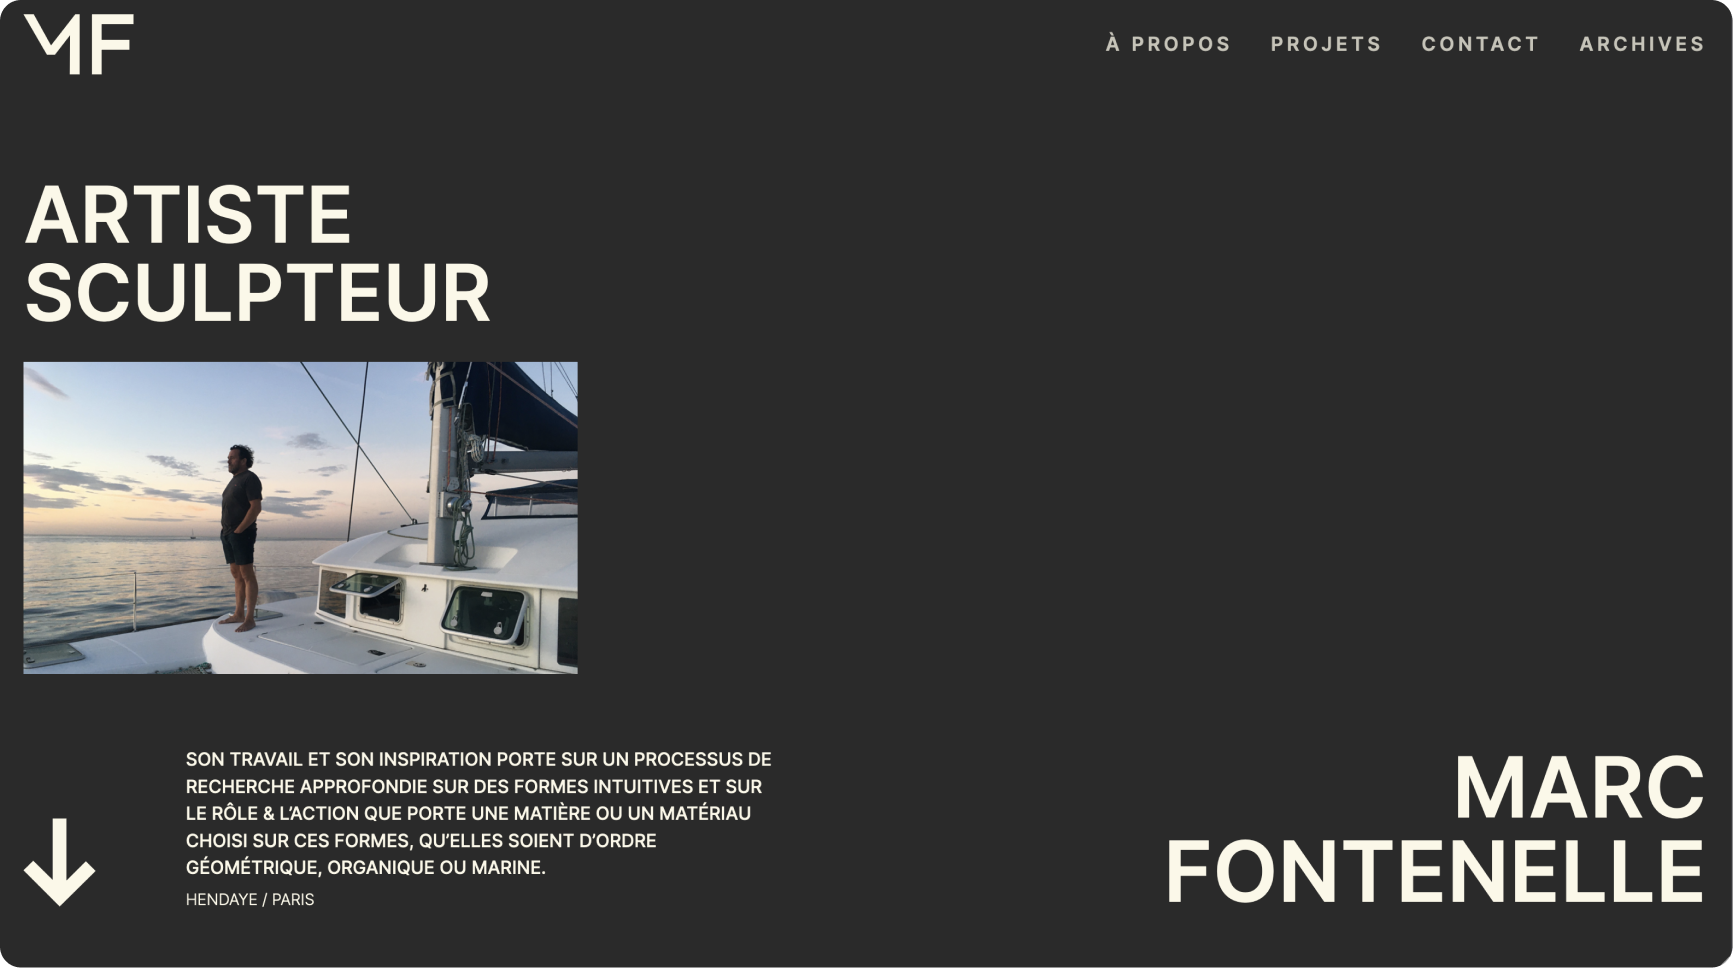 MF
À PROPOS PROJETS CONTACT ARCHIVES
ARTISTE
SCULPTEUR
SON TRAVAIL ET SON INSPIRATION PORTE SUR UN PROCESSUS DE
RECHERCHE APPROFONDIE SUR DES FORMES INTUITIVES ET SUR
LE RÔLE & L’ACTION QUE PORTE UNE MATIÈRE OU UN MATÉRIAU
CHOISI SUR CES FORMES, QU’ELLES SOIENT D’ORDRE
GÉOMÉTRIQUE, ORGANIQUE OU MARINE.
HENDAYE / PARIS
MARC
FONTENELLE